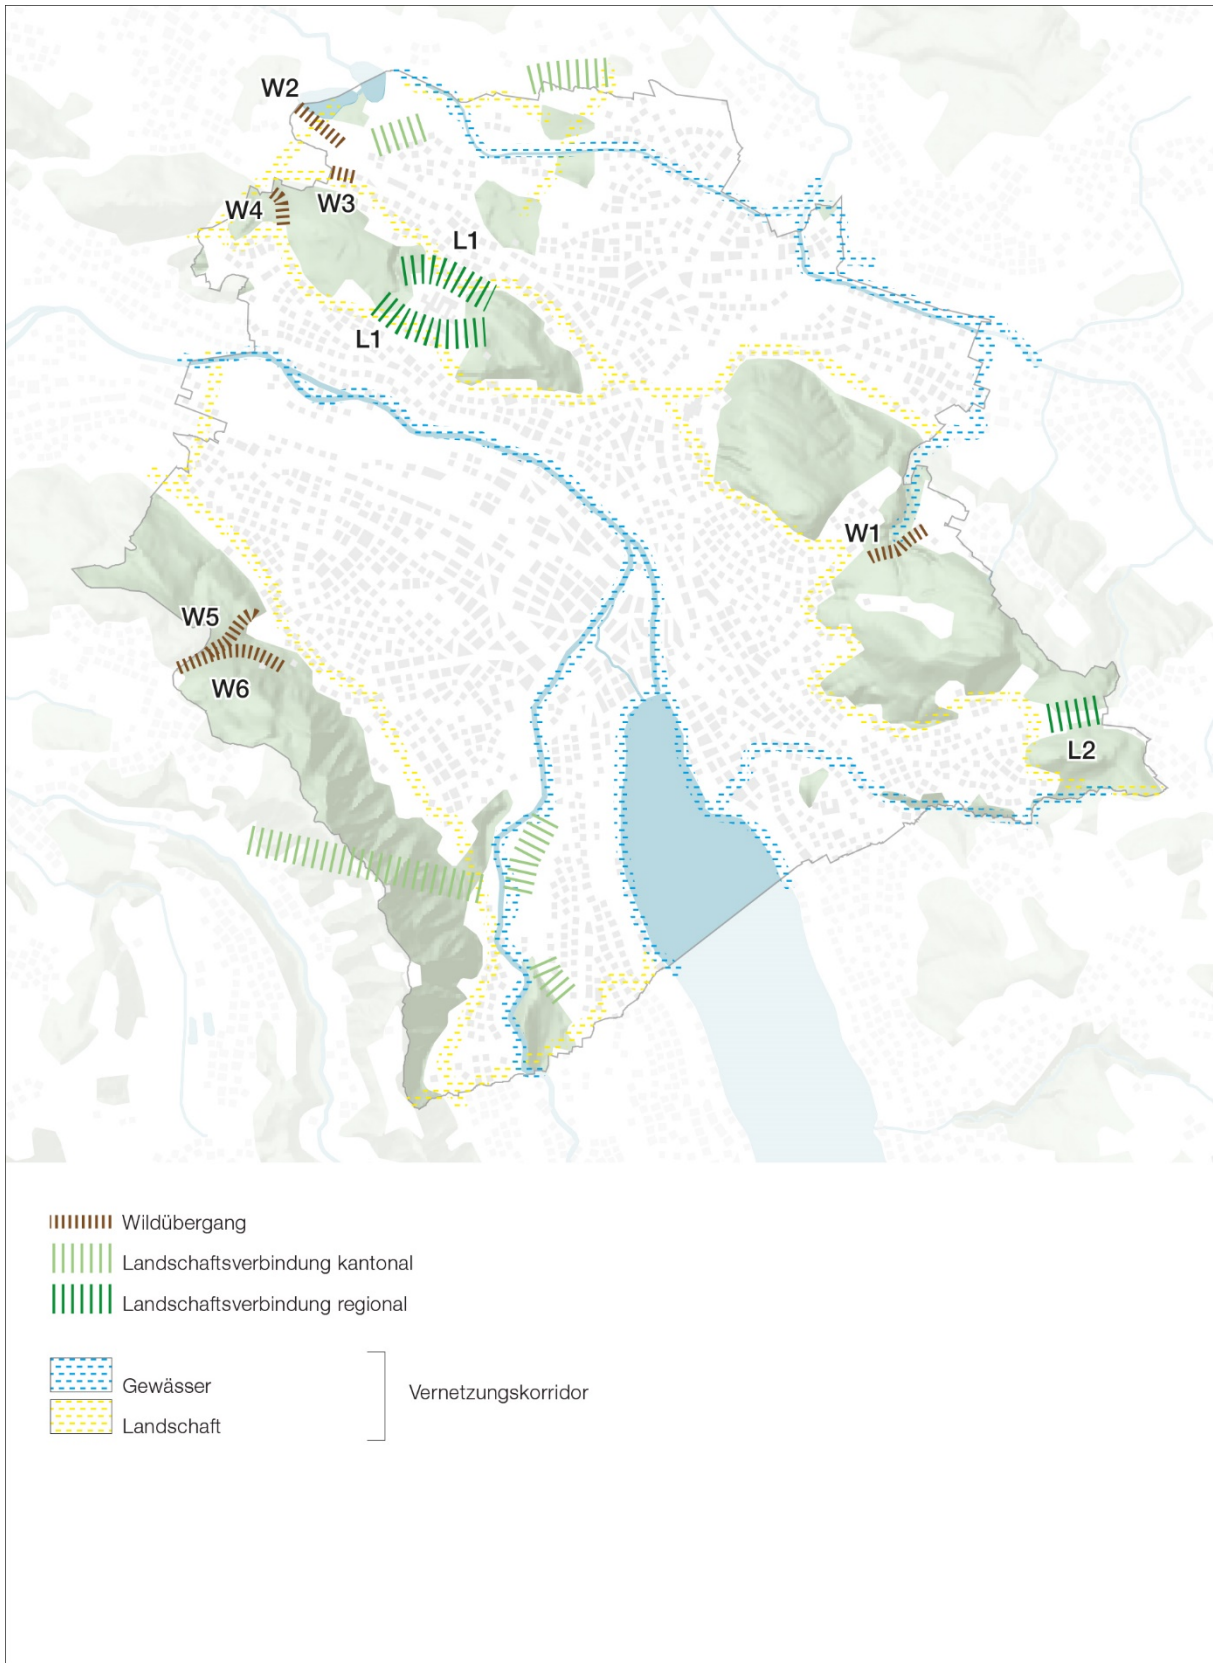 W2
W4
W3
L1
L1
W1
W5
W6
L2
Wildübergang
Landschaftsverbindung kantonal
Landschaftsverbindung regional
Gewässer
Vernetzungskorridor
Landschaft